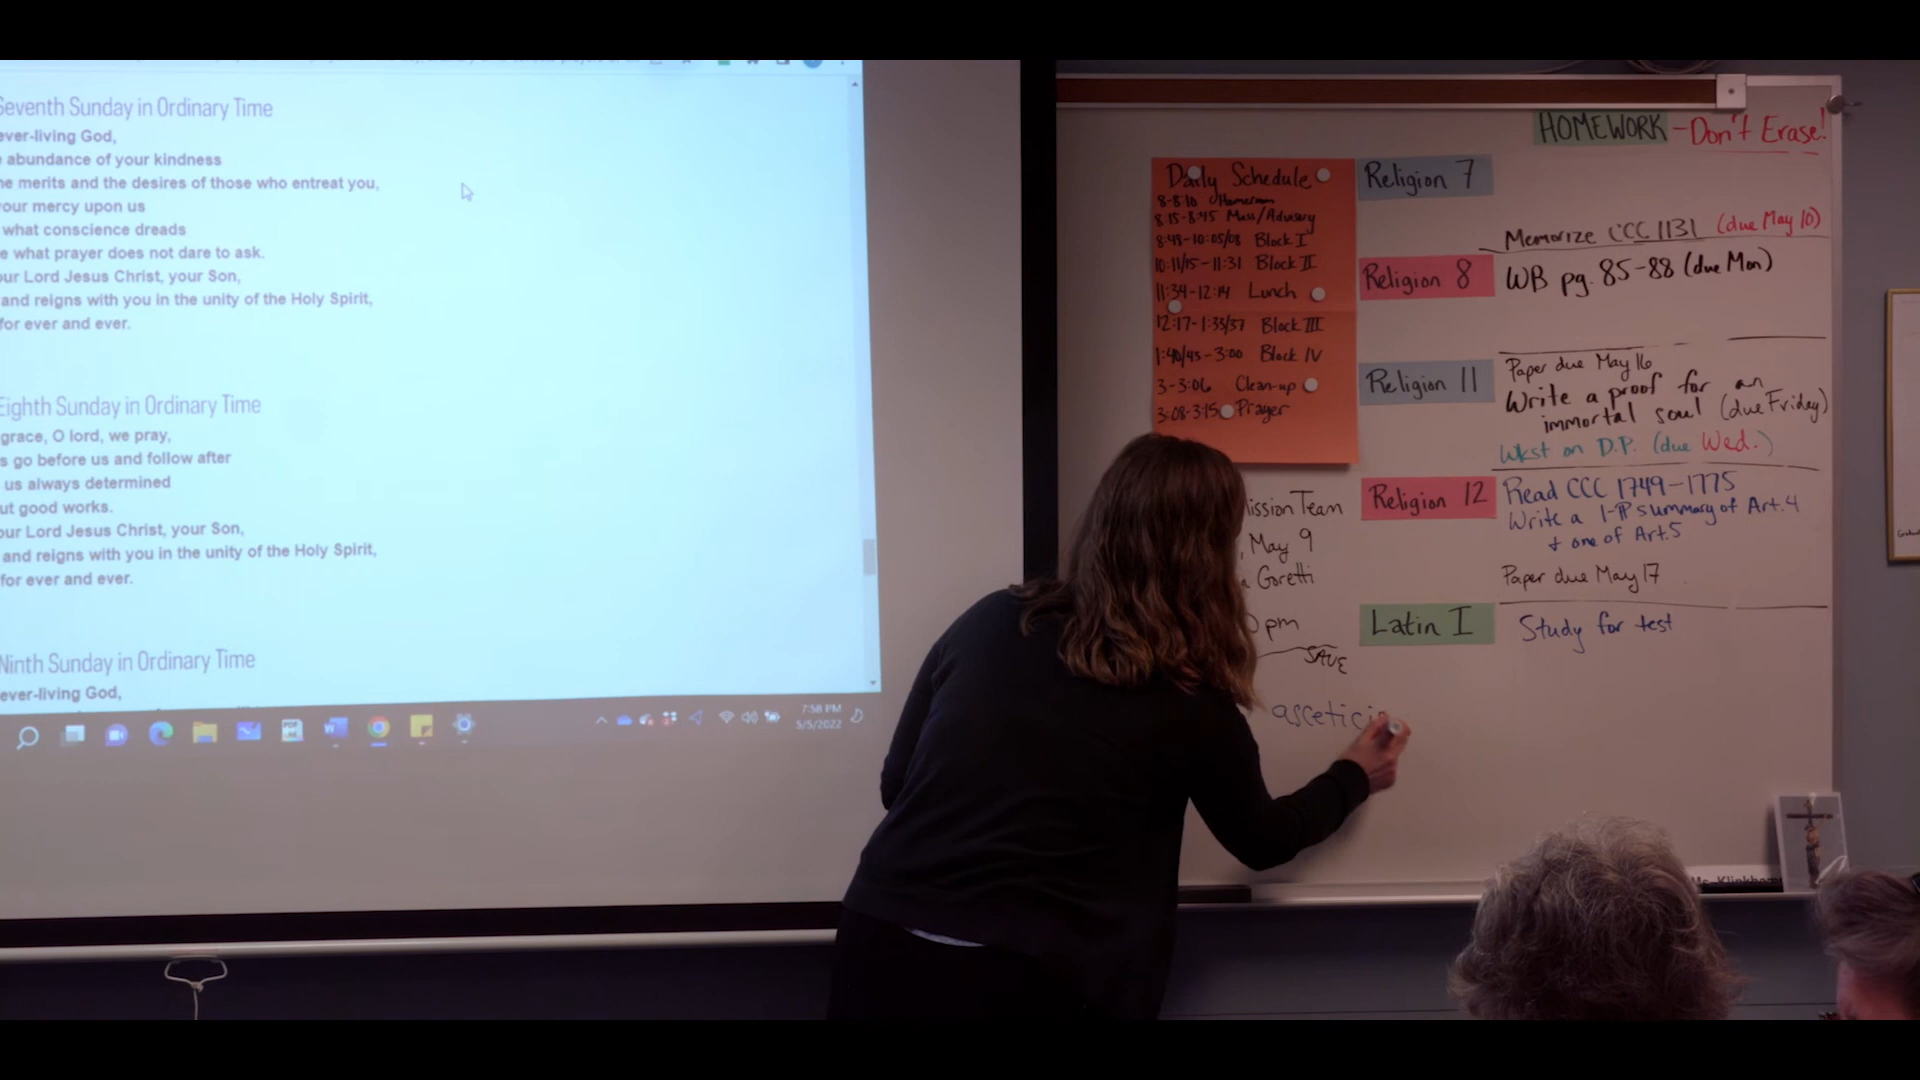 Seventh Sunday in Ordinary Time
ever-living God,
abundance of your kindness
the merits and the desires of those who entreat you,
your mercy upon us
what conscience dreads
what prayer does not dare to ask.
our Lord Jesus Christ, your Son,
and reigns with you in the unity of the Holy Spirit,
for ever and ever.
Eighth Sunday in Ordinary Time
grace, O lord, we pray,
go before us and follow after
us always determined
good works.
our Lord Jesus Christ, your Son,
and reigns with you in the unity of the Holy Spirit,
for ever and ever.
Ninth Sunday in Ordinary Time
ever-living God,
7:58 PM
5/5/2022
HOMEWORK - Don't Erase!
Daily Schedule
8-8:10 Homeroom
8:15-8:45 Mass/Advisory
8:48-10:05/08 Block I
10:11/15-11:31 Block II
11:34-12:14 Lunch
12:17-1:33/37 Block III
1:40/45-3:00 Block IV
3-3:06 Clean-up
3:08-3:15 Prayer
Religion 7
Memorize CCC 1131 (due May 10)
Religion 8
WB pg. 85-88 (due Mon)
Religion 11
Paper due May 16
Write a proof for an
immortal soul (due Friday)
Wkst on D.P. (due Wed.)
Religion 12
Read CCC 1749-1775
Write a 1-¶ summary of Art.4
+ one of Art.5
Paper due May 17
Latin I
Study for test
ission Team
, May 9
Goretti
pm
SAVE
ascetici